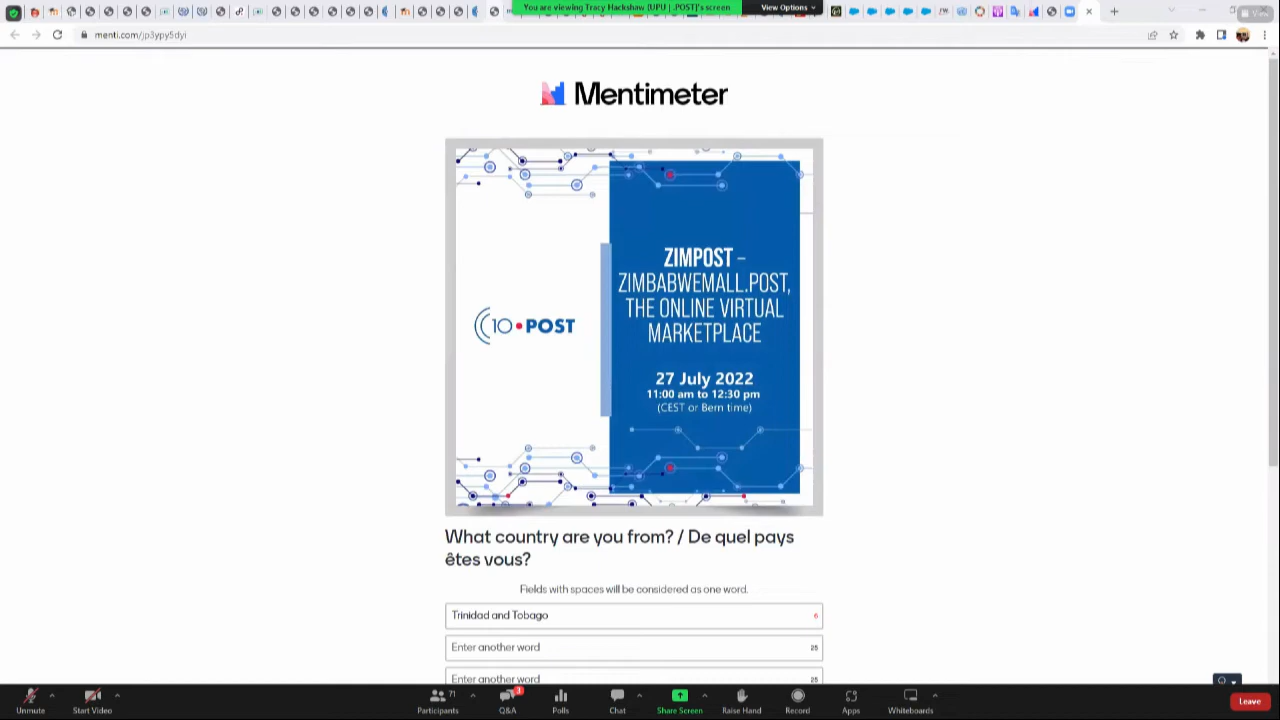 You are viewing Tracy Hackshaw (UPU | .POST)'s screen
View Options
View
menti.com/jp3ypy5dyi
Mentimeter
10.POST
ZIMPOST –
ZIMBABWEMALL.POST,
THE ONLINE VIRTUAL
MARKETPLACE
27 July 2022
11:00 am to 12:30 pm
(CEST or Bern time)
What country are you from? / De quel pays
êtes vous?
Fields with spaces will be considered as one word.
Trinidad and Tobago
6
Enter another word
25
Enter another word
25
71
3
Unmute
Start Video
Participants
Q&A
Polls
Chat
Share Screen
Raise Hand
Record
Apps
Whiteboards
Leave